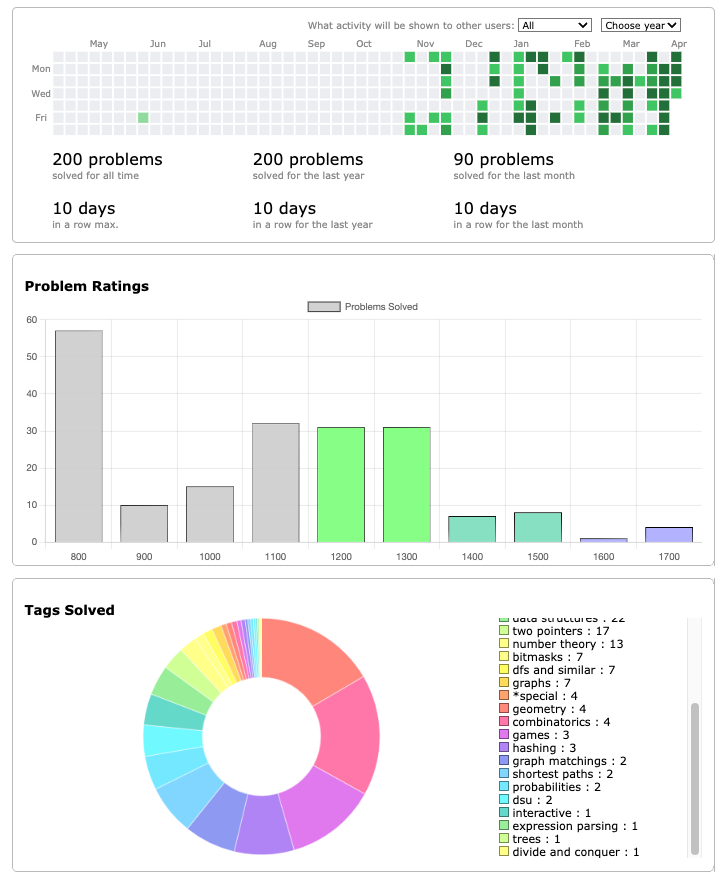 What activity will be shown to other users: All Choose year
May Jun Jul Aug Sep Oct Nov Dec Jan Feb Mar Apr
Mon
Wed
Fri
200 problems 200 problems 90 problems
solved for all time solved for the last year solved for the last month
10 days 10 days 10 days
in a row max. in a row for the last year in a row for the last month
Problem Ratings
Problems Solved
60
50
40
30
20
10
0
800 900 1000 1100 1200 1300 1400 1500 1600 1700
Tags Solved
data structures : 22
two pointers : 17
number theory : 13
bitmasks : 7
dfs and similar : 7
graphs : 7
*special : 4
geometry : 4
combinatorics : 4
games : 3
hashing : 3
graph matchings : 2
shortest paths : 2
probabilities : 2
dsu : 2
interactive : 1
expression parsing : 1
trees : 1
divide and conquer : 1